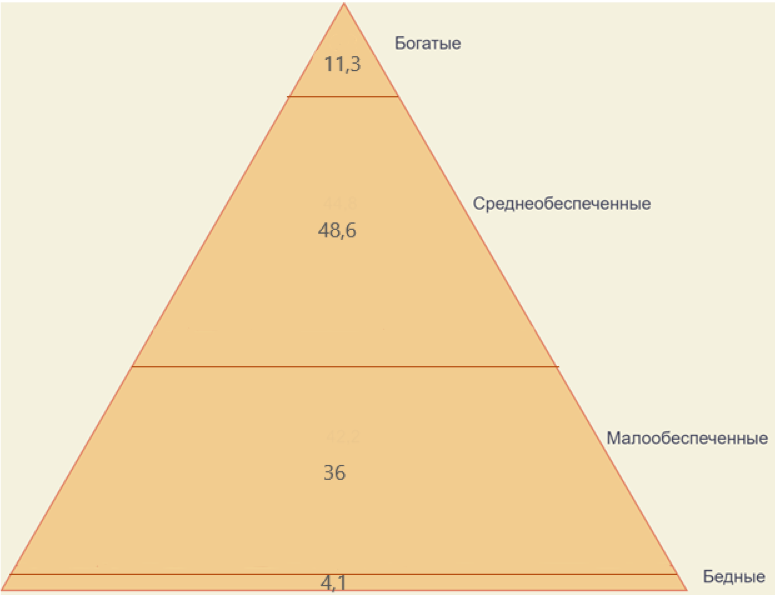 Богатые
11,3
Среднеобеспеченные
48,6
Малообеспеченные
36
Бедные
4,1